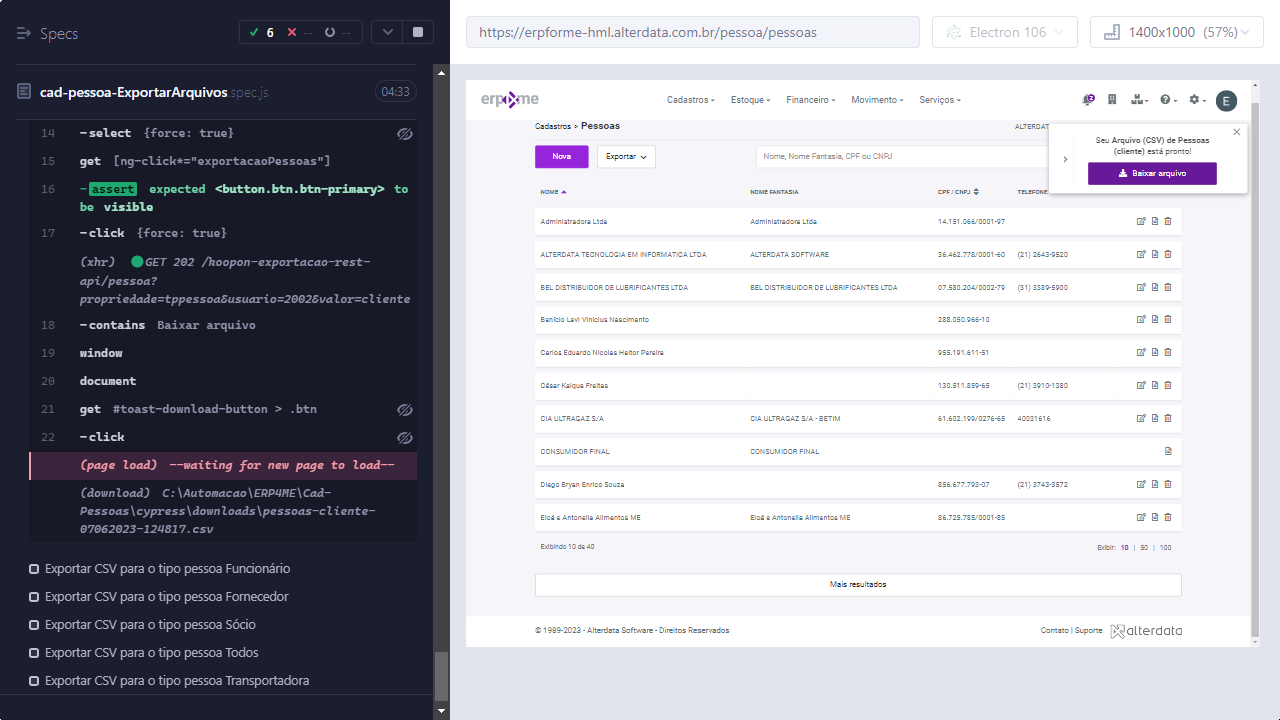 Specs
6
--
--
cad-pessoa-ExportarArquivos spec.js
04:33
14 -select {force: true}
15 get [ng-click*="exportacaoPessoas"]
16 -assert expected <button.btn.btn-primary> to
be visible
17 -click {force: true}
(xhr) GET 202 /koopon-exportacao-rest-
api/pessoa?
propriedade=tppessoa&usuario=2002&valor=cliente
18 -contains Baixar arquivo
19 window
20 document
21 get #toast-download-button > .btn
22 -click
(page load) --waiting for new page to load--
(download) C:\Automacao\ERP4ME\Cad-
Pessoas\cypress\downloads\pessoas-cliente-
07062023-124817.csv
Exportar CSV para o tipo pessoa Funcionário
Exportar CSV para o tipo pessoa Fornecedor
Exportar CSV para o tipo pessoa Sócio
Exportar CSV para o tipo pessoa Todos
Exportar CSV para o tipo pessoa Transportadora
https://erpforme-hml.alterdata.com.br/pessoa/pessoas
Electron 106
1400x1000 (57%)
erp me
Cadastros
Estoque
Financeiro
Movimento
Serviços
2
E
Cadastros > Pessoas
ALTERDAT
Seu Arquivo (CSV) de Pessoas
(cliente) está pronto!
Baixar arquivo
Nova
Exportar
Nome, Nome Fantasia, CPF ou CNPJ
NOME NOME FANTASIA CPF / CNPJ TELEFONE
Administradora Ltda Administradora Ltda 14.151.066/0001-97
ALTERDATA TECNOLOGIA EM INFORMATICA LTDA ALTERDATA SOFTWARE 36.462.778/0001-60 (21) 2643-9520
BEL DISTRIBUIDOR DE LUBRIFICANTES LTDA BEL DISTRIBUIDOR DE LUBRIFICANTES LTDA 07.580.204/0002-79 (31) 3389-5900
Benício Levi Vinicius Nascimento 288.050.966-10
Carlos Eduardo Nicolas Heitor Pereira 955.191.611-51
César Kaique Freitas 130.511.859-65 (21) 3910-1380
CIA ULTRAGAZ S/A CIA ULTRAGAZ S/A - BETIM 61.602.199/0276-65 40031616
CONSUMIDOR FINAL CONSUMIDOR FINAL
Diego Bryan Enrico Souza 856.677.793-07 (21) 3743-3572
Eloá e Antonella Alimentos ME Eloá e Antonella Alimentos ME 86.725.785/0001-85
Exibindo 10 de 40
Exibir: 10 | 50 | 100
Mais resultados
© 1989-2023 - Alterdata Software - Direitos Reservados
Contato | Suporte
alterdata